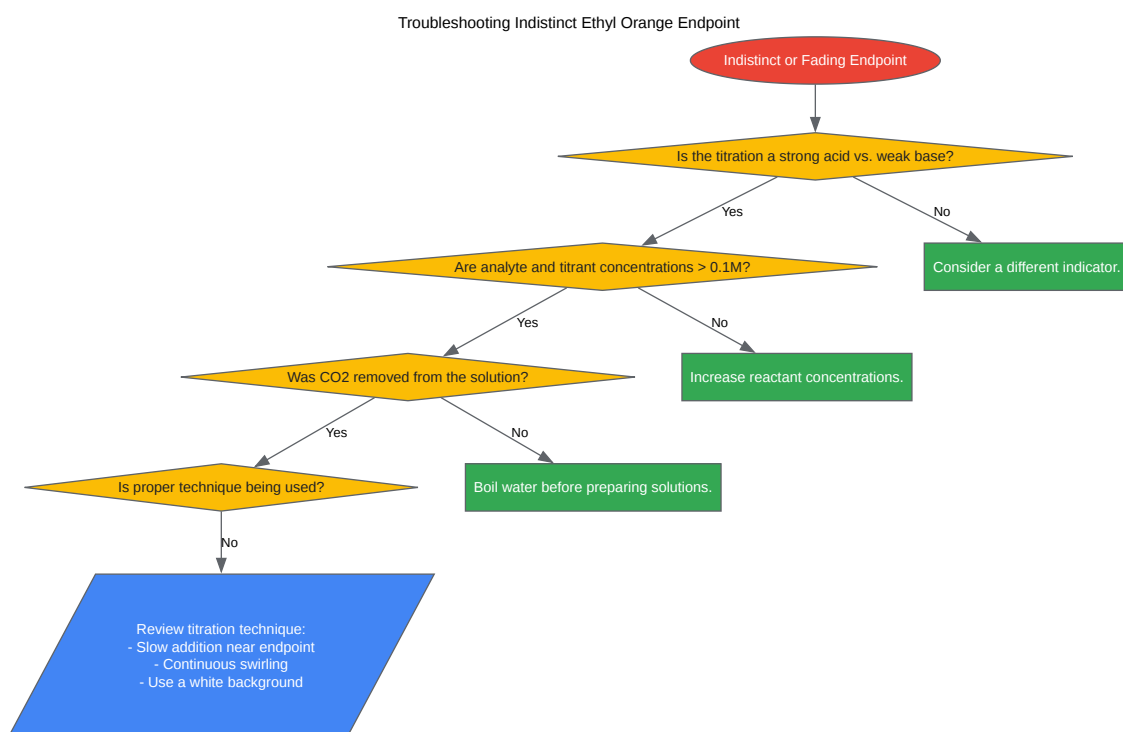 Troubleshooting Indistinct Ethyl Orange Endpoint
Indistinct or Fading Endpoint
Is the titration a strong acid vs. weak base?
Yes
No
Are analyte and titrant concentrations > 0.1M?
Consider a different indicator.
Yes
No
Was CO2 removed from the solution?
Increase reactant concentrations.
Yes
No
Is proper technique being used?
Boil water before preparing solutions.
No
Review titration technique:
- Slow addition near endpoint
- Continuous swirling
- Use a white background